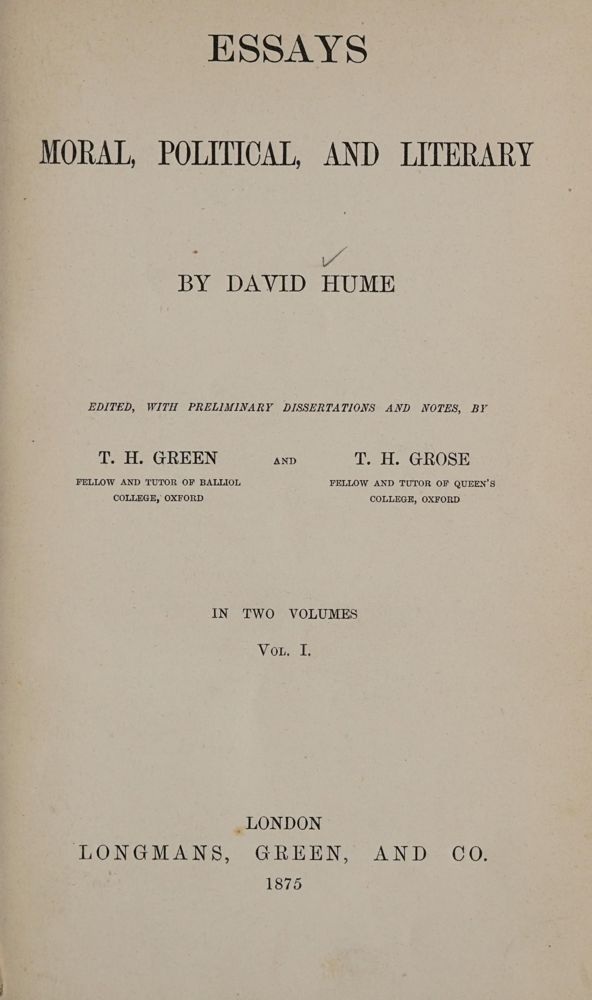 ESSAYS
MORAL, POLITICAL, AND LITERARY
BY DAVID HUME
EDITED, WITH PRELIMINARY DISSERTATIONS AND NOTES, BY
T. H. GREEN AND T. H. GROSE
FELLOW AND TUTOR OF BALLIOL FELLOW AND TUTOR OF QUEEN'S
COLLEGE, OXFORD COLLEGE, OXFORD
IN TWO VOLUMES
VOL. I.
LONDON
LONGMANS, GREEN, AND CO.
1875